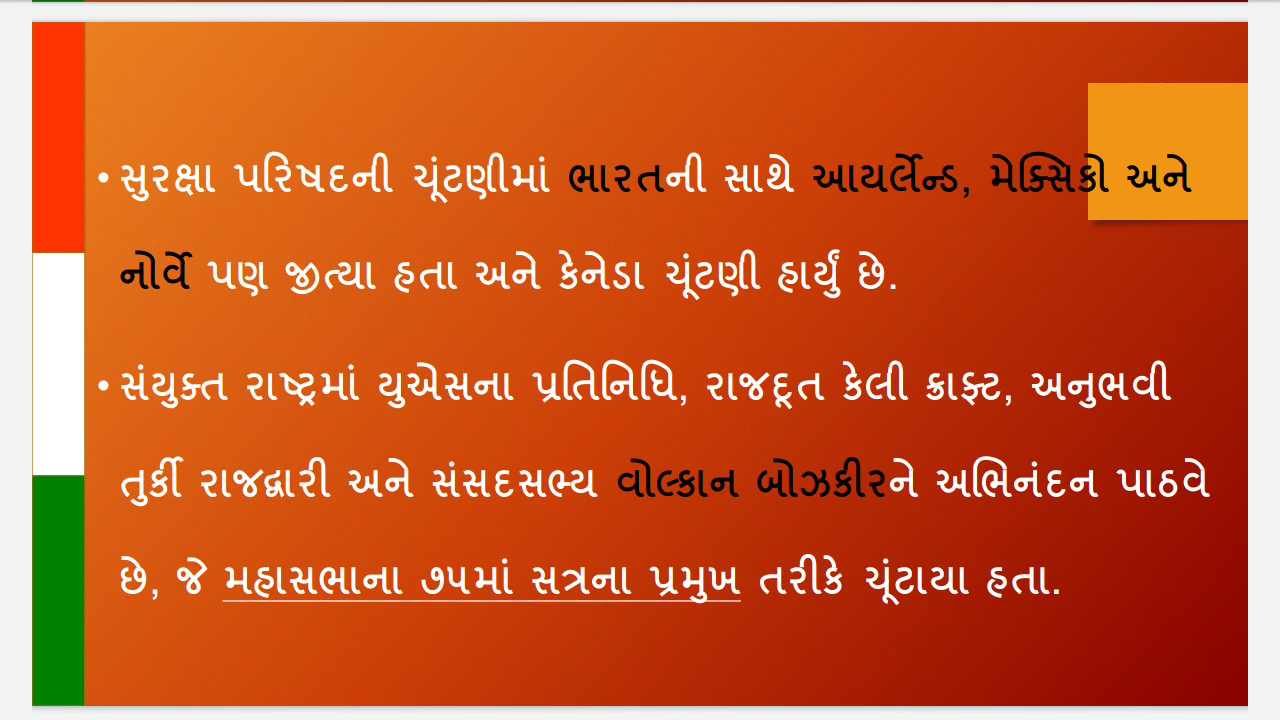 • સુરક્ષા પરિષદની ચૂંટણીમાં ભારતની સાથે આયર્લેન્ડ, મેક્સિકો અને
નોર્વે પણ જીત્યા હતા અને કેનેડા ચૂંટણી હાર્યું છે.
• સંયુક્ત રાષ્ટ્રમાં યુએસના પ્રતિનિધિ, રાજદૂત કેલી ક્રાફ્ટ, અનુભવી
તુર્કી રાજદ્વારી અને સંસદસભ્ય વોલ્કાન બોઝકીરને અભિનંદન પાઠવે
છે, જે મહાસભાના ૭૫માં સત્રના પ્રમુખ તરીકે ચૂંટાયા હતા.